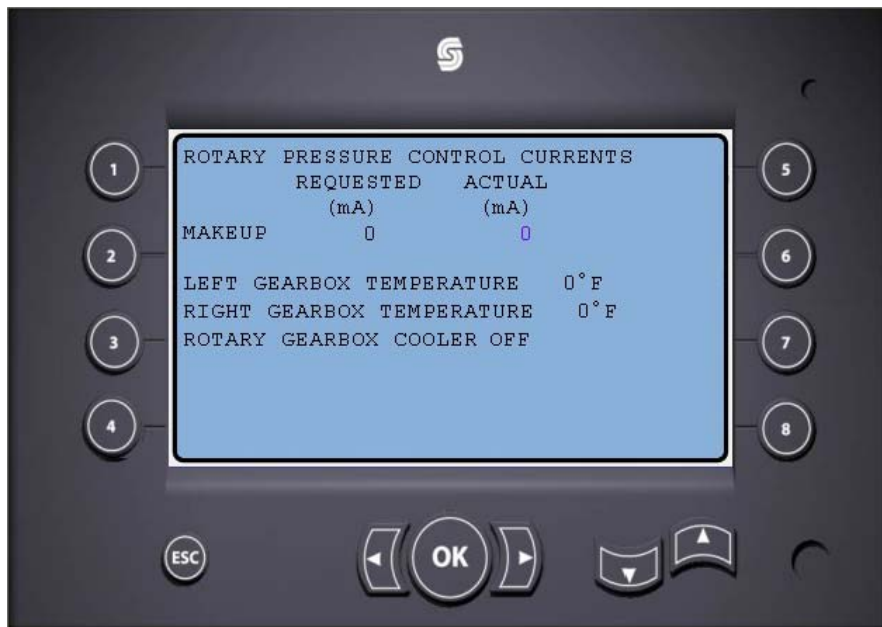 ROTARY PRESSURE CONTROL CURRENTS
REQUESTED ACTUAL
(mA) (mA)
MAKEUP 0 0
LEFT GEARBOX TEMPERATURE 0°F
RIGHT GEARBOX TEMPERATURE 0°F
ROTARY GEARBOX COOLER OFF
1
2
3
4
5
6
7
8
ESC
OK